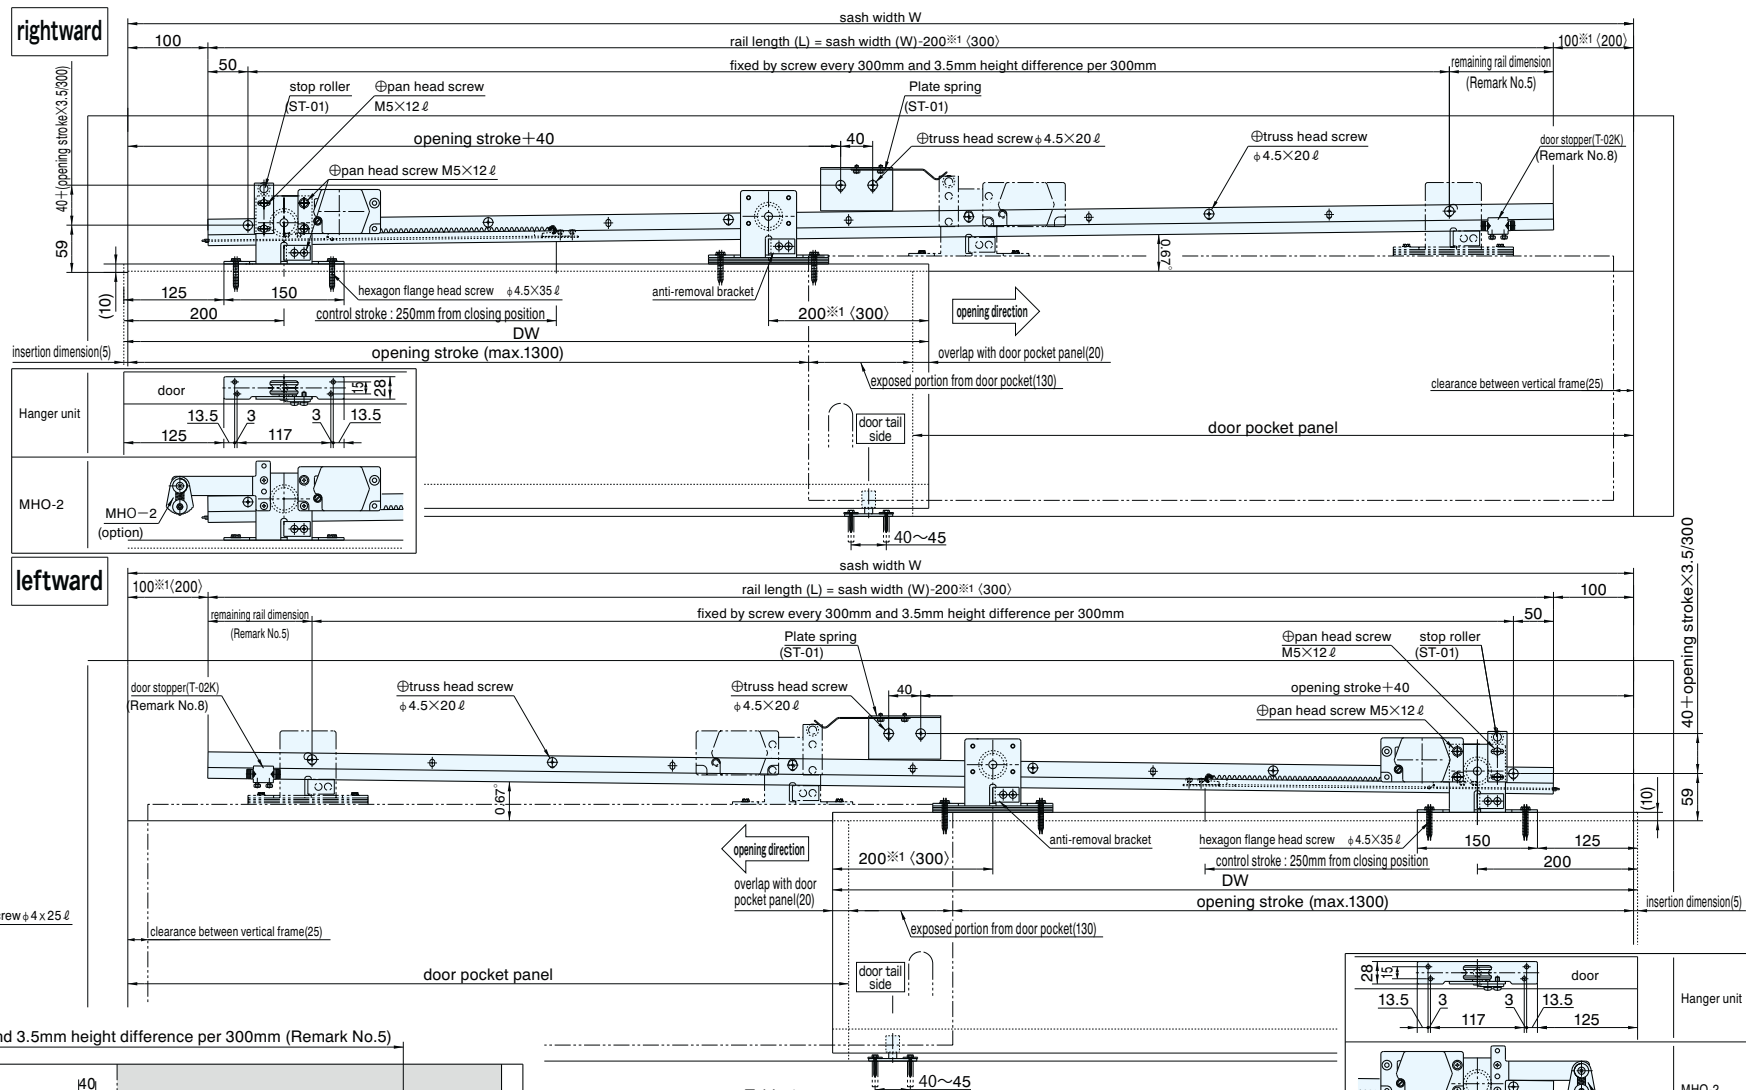 rightward
sash width W
100
rail length (L) = sash width (W)-200※1 〈300〉
100※1 〈200〉
50
fixed by screw every 300mm and 3.5mm height difference per 300mm
remaining rail dimension
(Remark No.5)
40+(opening stroke×3.5/300)
stop roller
(ST-01)
⊕pan head screw
M5×12ℓ
Plate spring
(ST-01)
opening stroke+40
40
⊕truss head screw φ4.5×20ℓ
⊕truss head screw
φ4.5×20ℓ
door stopper(T-02K)
(Remark No.8)
⊕pan head screw M5×12ℓ
59
0.67°
(10)
125
150
hexagon flange head screw φ4.5×35ℓ
anti-removal bracket
200
control stroke : 250mm from closing position
200※1 〈300〉
opening direction
DW
insertion dimension(5)
opening stroke (max.1300)
overlap with door pocket panel(20)
exposed portion from door pocket(130)
clearance between vertical frame(25)
Hanger unit
door
15
28
13.5
3
3
13.5
125
117
door tail
side
door pocket panel
MHO-2
MHO−2
(option)
40～45
leftward
sash width W
100※1〈200〉
rail length (L) = sash width (W)-200※1 〈300〉
100
remaining rail dimension
(Remark No.5)
fixed by screw every 300mm and 3.5mm height difference per 300mm
50
40+opening stroke×3.5/300
Plate spring
(ST-01)
⊕pan head screw
M5×12ℓ
stop roller
(ST-01)
door stopper(T-02K)
(Remark No.8)
⊕truss head screw
φ4.5×20ℓ
⊕truss head screw
φ4.5×20ℓ
40
opening stroke+40
⊕pan head screw M5×12ℓ
0.67°
(10)
59
opening direction
anti-removal bracket
hexagon flange head screw φ4.5×35ℓ
150
125
200※1 〈300〉
control stroke : 250mm from closing position
200
overlap with door
pocket panel(20)
DW
opening stroke (max.1300)
insertion dimension(5)
crew φ4x25ℓ
clearance between vertical frame(25)
exposed portion from door pocket(130)
door pocket panel
door tail
side
28
15
door
Hanger unit
13.5
3
3
13.5
117
125
nd 3.5mm height difference per 300mm (Remark No.5)
40
40～45
MHO-2